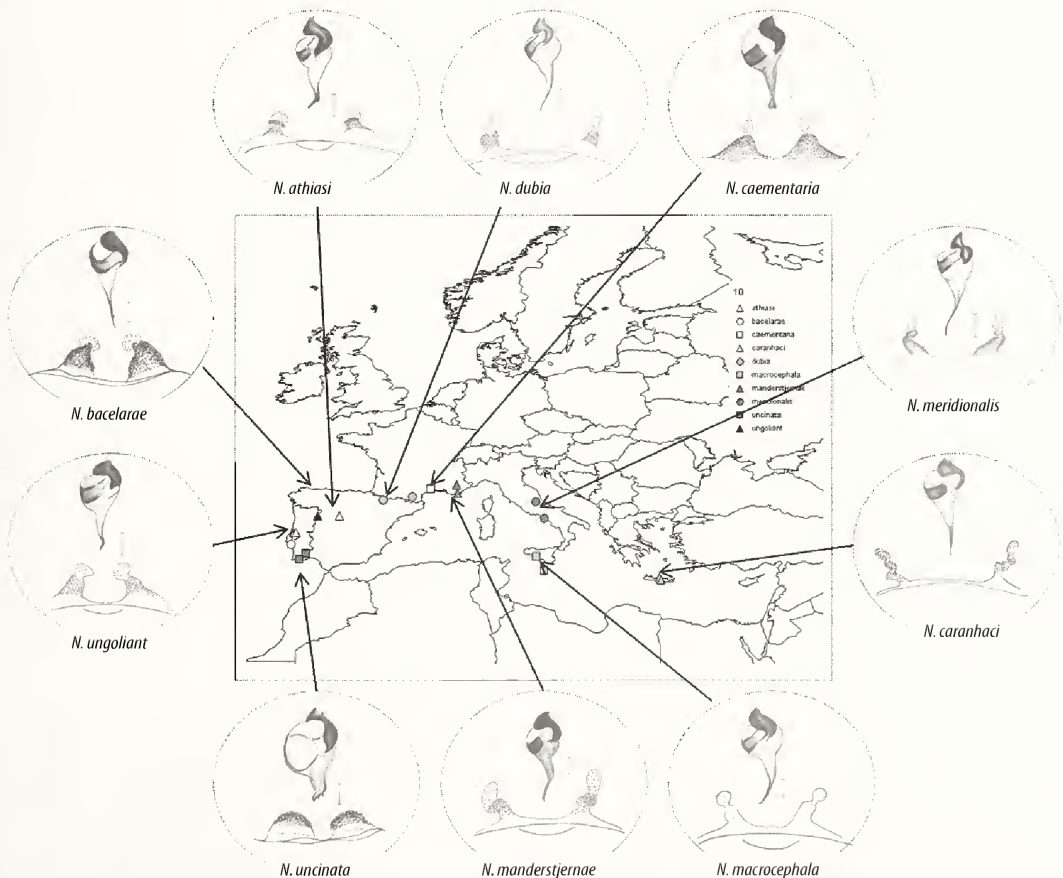 N. athiasi
N. dubia
N. caementaria
N. bacelarae
N. meridionalis
10
athiasi
bacelarae
caementaria
caranhaci
dubia
macrocephala
manderstjernae
meridionalis
uncinata
ungoliant
N. ungoliant
N. caranhaci
N. uncinata
N. manderstjernae
N. macrocephala